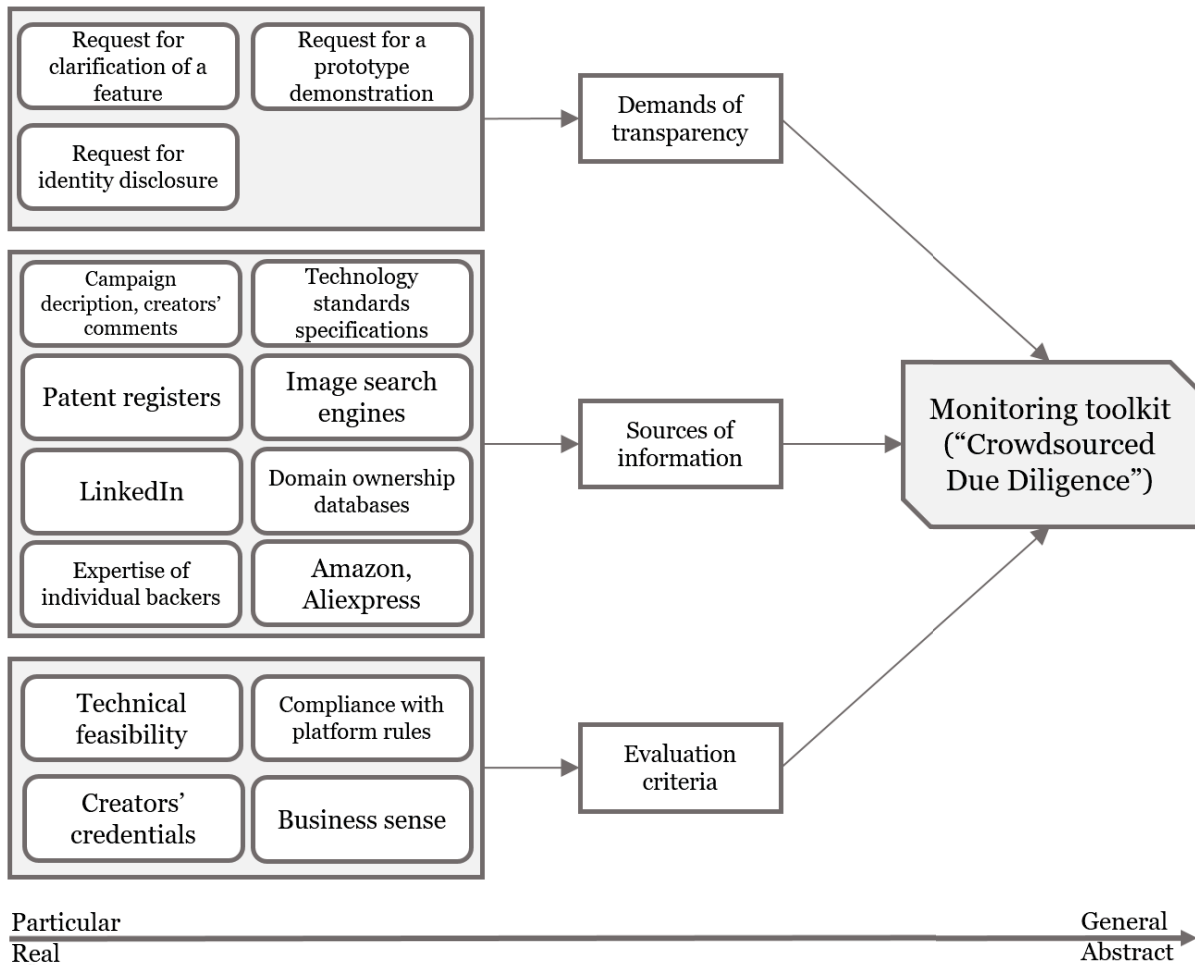 Request for
clarification of a
feature
Request for a
prototype
demonstration
Request for
identity disclosure
Demands of
transparency
Campaign
decription, creators’
comments
Technology
standards
specifications
Patent registers
Image search
engines
LinkedIn
Domain ownership
databases
Expertise of
individual backers
Amazon,
Aliexpress
Sources of
information
Monitoring toolkit
(“Crowdsourced
Due Diligence”)
Technical
feasibility
Compliance with
platform rules
Creators’
credentials
Business sense
Evaluation
criteria
Particular
Real
General
Abstract